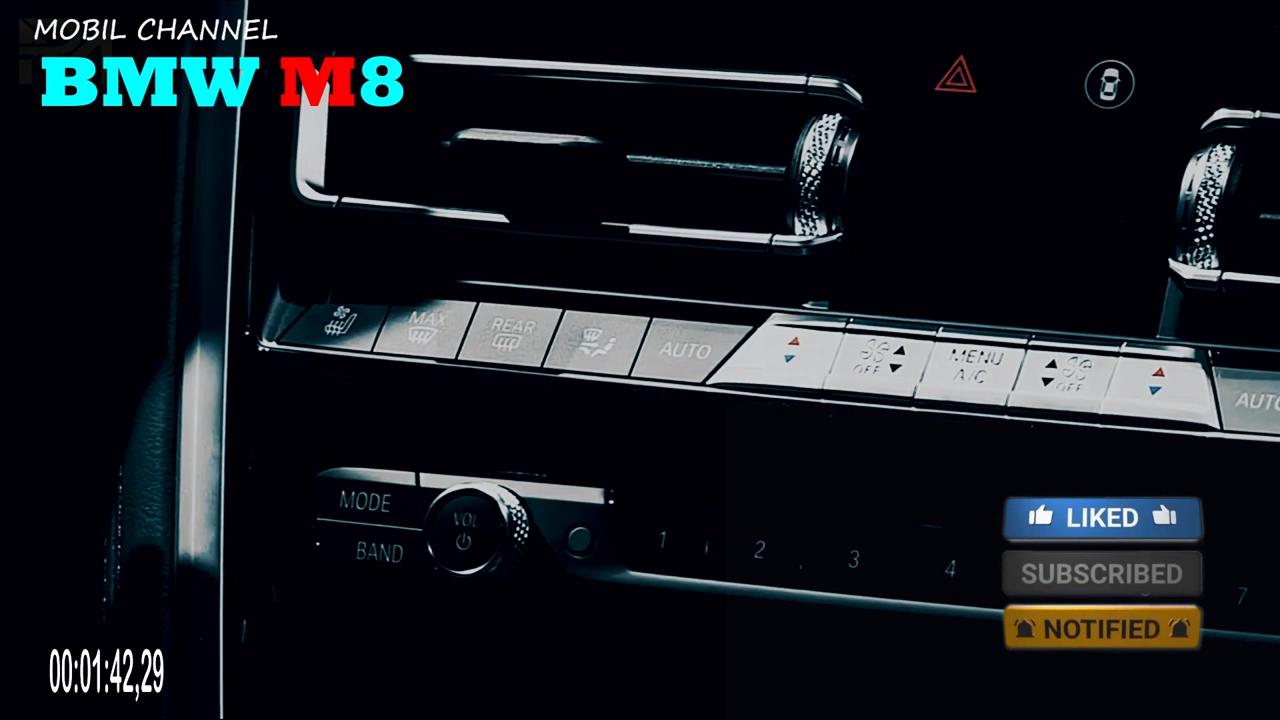 MOBIL CHANNEL
BMW M8
MAX
REAR
AUTO
OFF
MENU
A/C
OFF
AUTO
MODE
BAND
VOL
1 2 3 4 7
LIKED
SUBSCRIBED
NOTIFIED
00:01:42,29